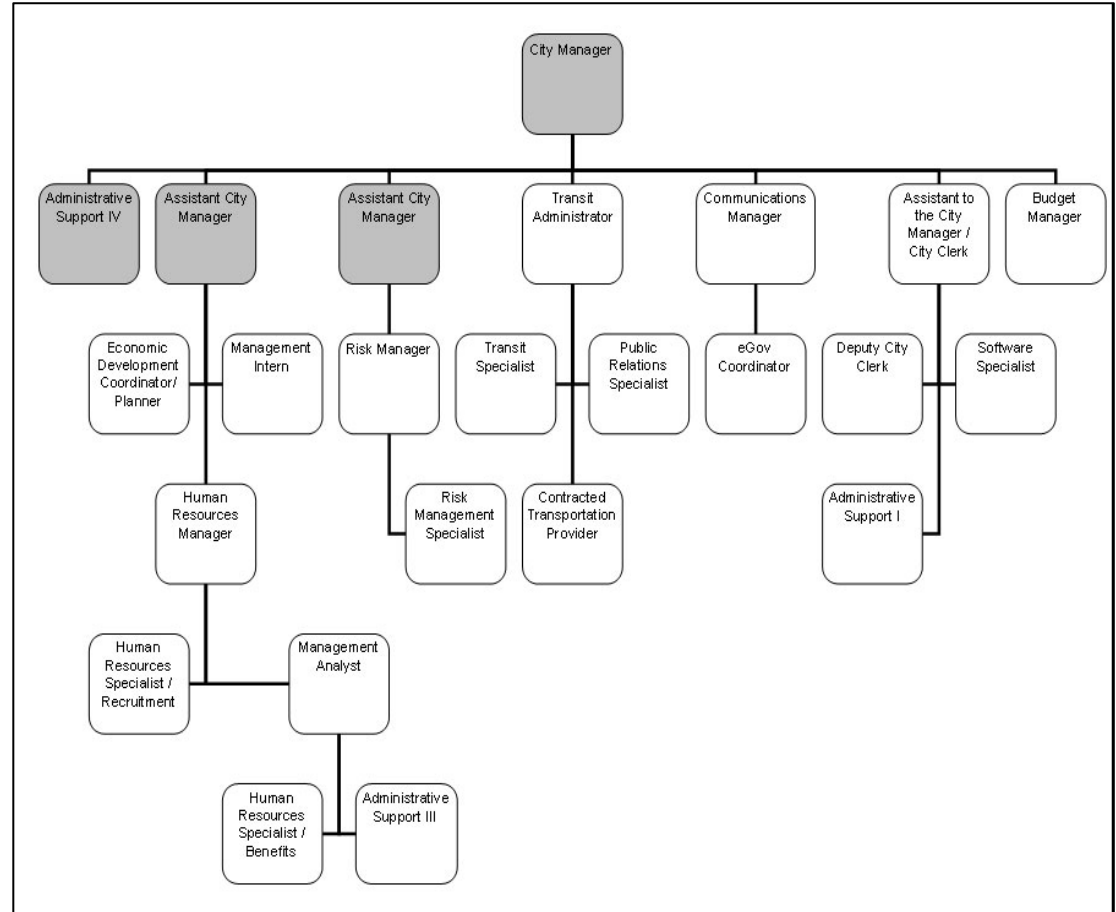 City Manager
Administrative
Support IV
Assistant City
Manager
Assistant City
Manager
Transit
Administrator
Communications
Manager
Assistant to
the City
Manager /
City Clerk
Budget
Manager
Economic
Development
Coordinator/
Planner
Management
Intern
Risk Manager
Transit
Specialist
Public
Relations
Specialist
eGov
Coordinator
Deputy City
Clerk
Software
Specialist
Human
Resources
Manager
Risk
Management
Specialist
Contracted
Transportation
Provider
Administrative
Support I
Human
Resources
Specialist /
Recruitment
Management
Analyst
Human
Resources
Specialist /
Benefits
Administrative
Support III